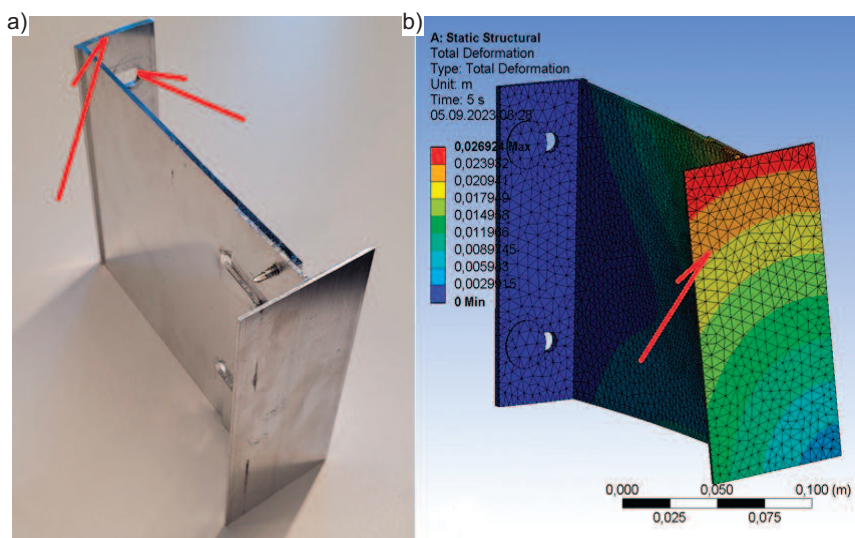 a)
b)
A: Static Structural
Total Deformation
Type: Total Deformation
Unit: m
Time: 5 s
05.09.2023 08:28
0,026924 Max
0,023932
0,020941
0,017949
0,014958
0,011966
0,0089745
0,005983
0,0029915
0 Min
0,000
0,050
0,100 (m)
0,025
0,075